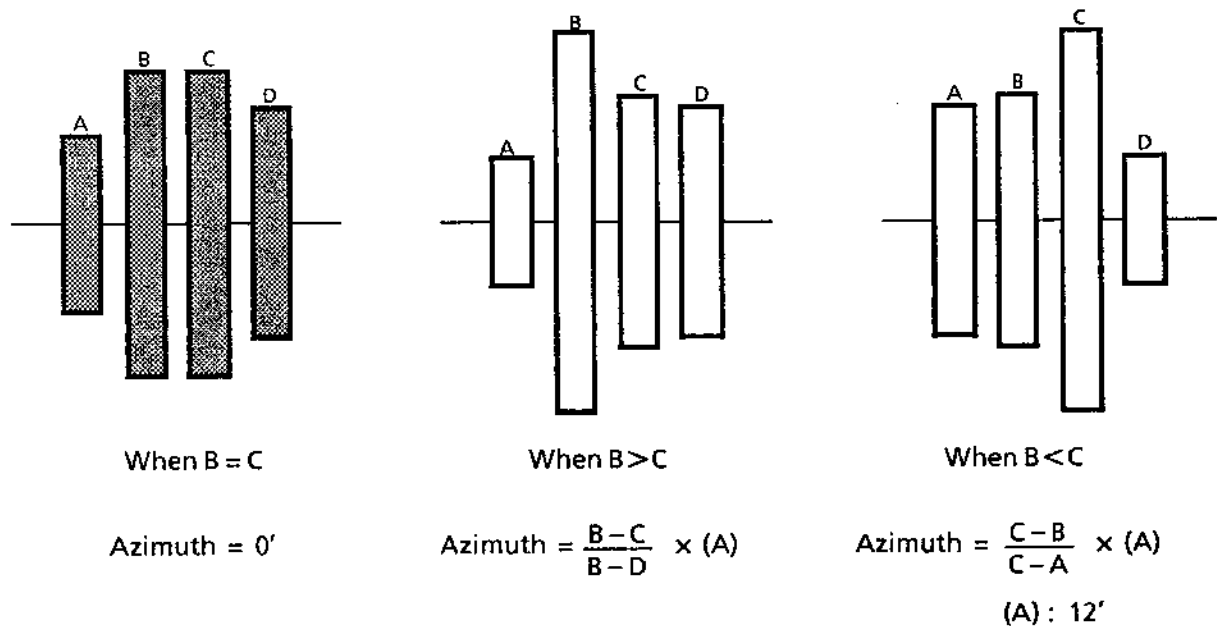 A B C D
A B C D
A B C D
When B = C
Azimuth = 0′
When B>C
Azimuth = B – C / B – D × (A)
When B<C
Azimuth = C – B / C – A × (A)
(A) : 12′